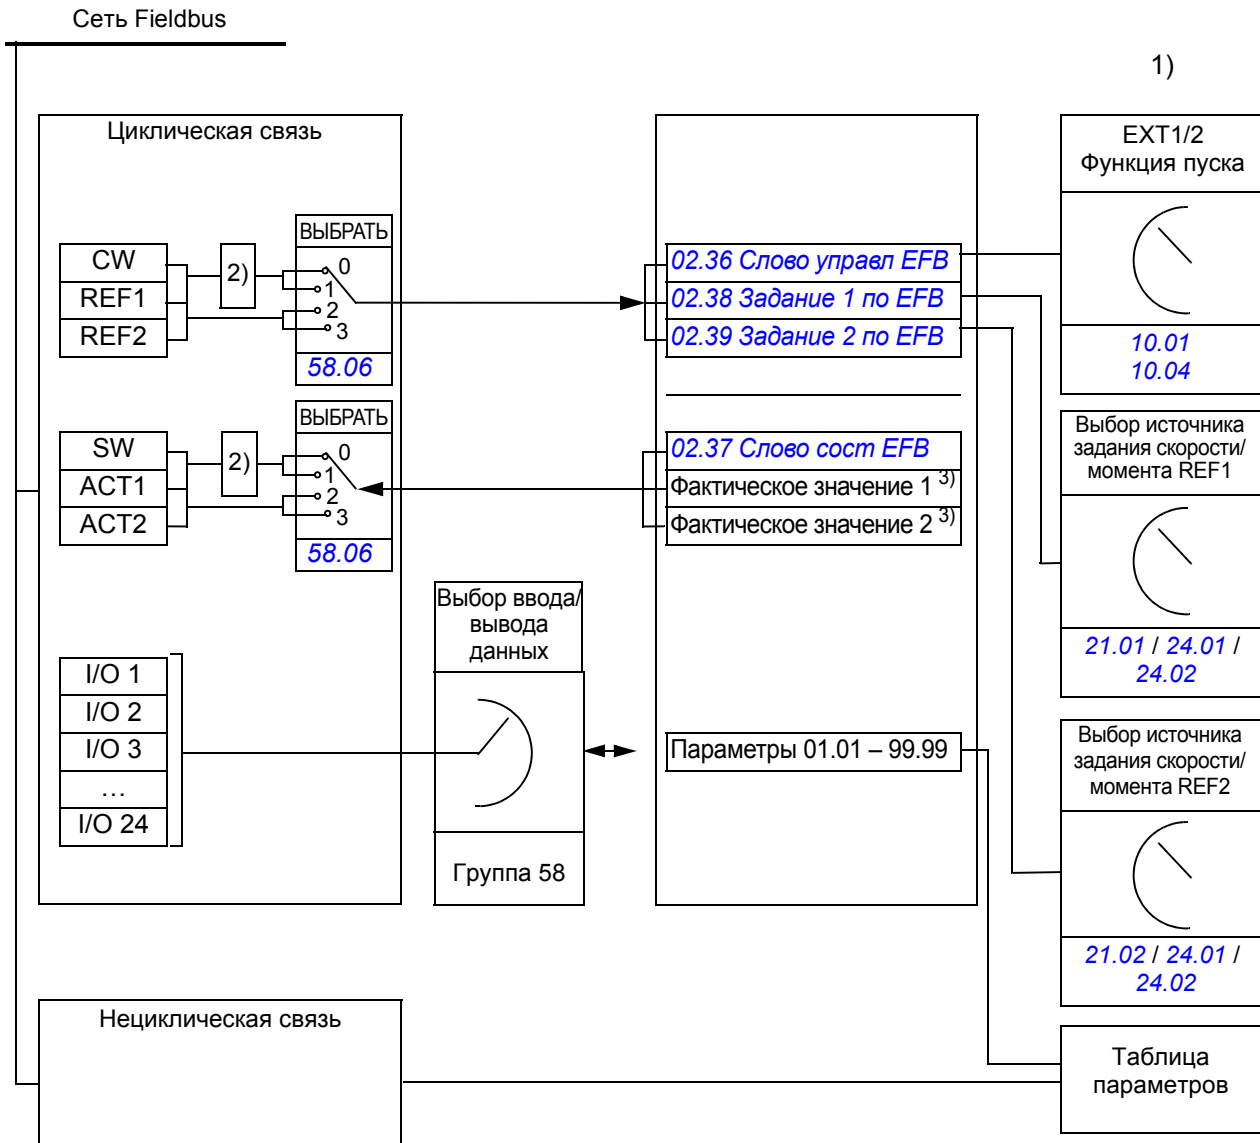 Сеть Fieldbus
1)
Циклическая связь
CW
REF1
REF2
2)
ВЫБРАТЬ
0
1
2
3
58.06
SW
ACT1
ACT2
2)
ВЫБРАТЬ
0
1
2
3
58.06
I/O 1
I/O 2
I/O 3
…
I/O 24
Выбор ввода/
вывода
данных
Группа 58
02.36 Слово управл EFB
02.38 Задание 1 по EFB
02.39 Задание 2 по EFB
02.37 Слово сост EFB
Фактическое значение 1 3)
Фактическое значение 2 3)
Параметры 01.01 – 99.99
EXT1/2
Функция пуска
10.01
10.04
Выбор источника
задания скорости/
момента REF1
21.01 / 24.01 /
24.02
Выбор источника
задания скорости/
момента REF2
21.02 / 24.01 /
24.02
Нециклическая связь
Таблица
параметров